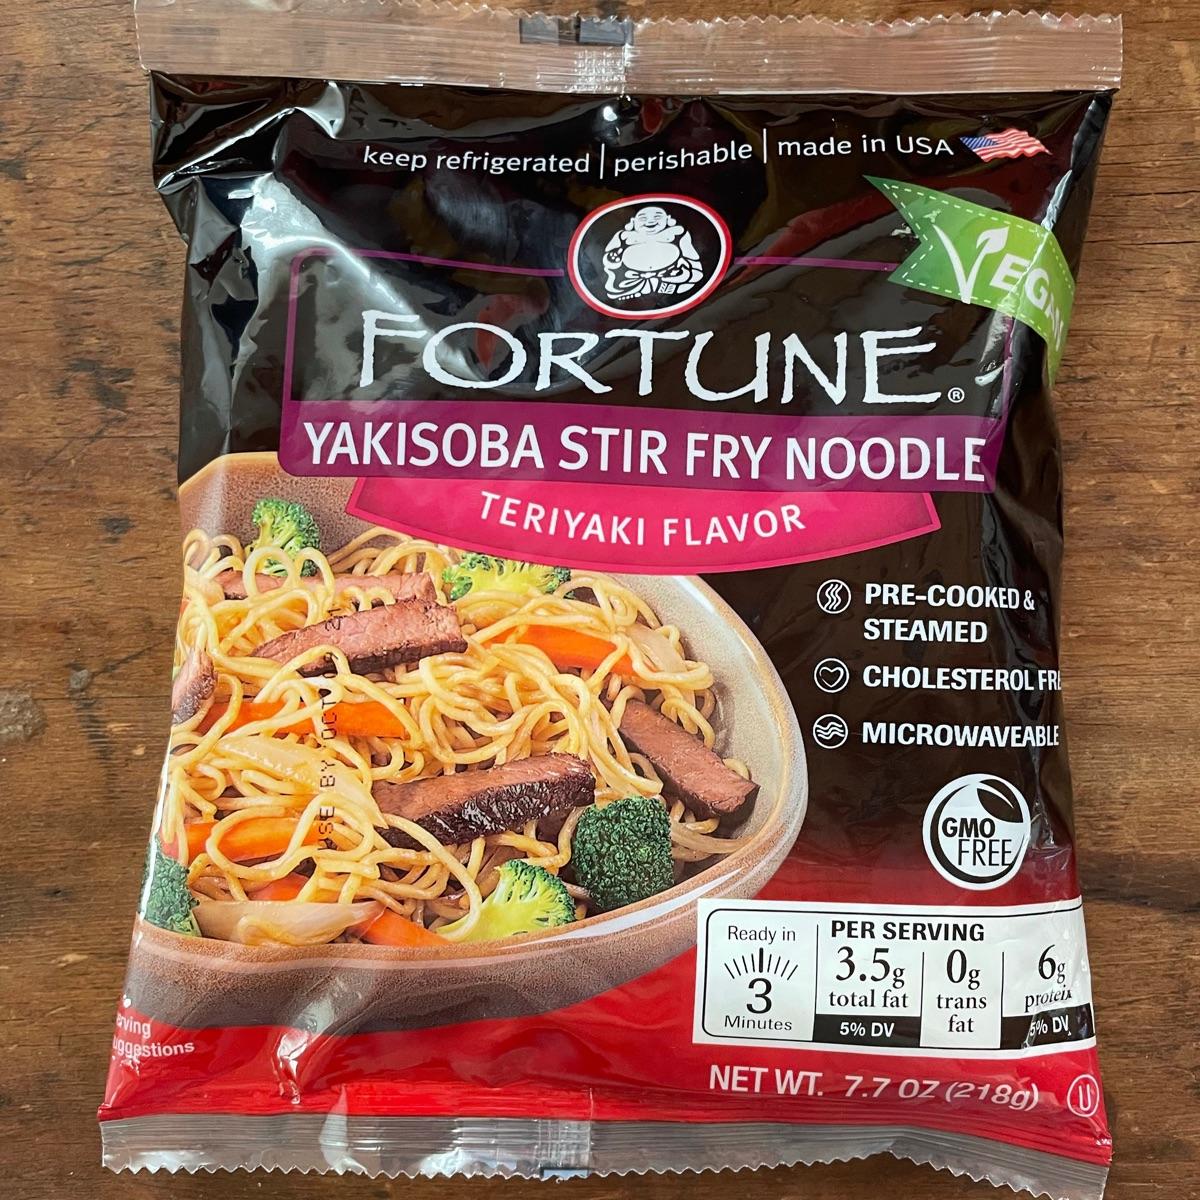 keep refrigerated | perishable | made in USA
VEGAN
FORTUNE®
YAKISOBA STIR FRY NOODLE
TERIYAKI FLAVOR
PRE-COOKED &
STEAMED
CHOLESTEROL FRE
MICROWAVEABLE
GMO
FREE
Ready in
3
Minutes
PER SERVING
3.5g
total fat
5% DV
0g
trans
fat
6g
protein
5% DV
erving
uggestions
NET WT. 7.7 OZ (218g)
U